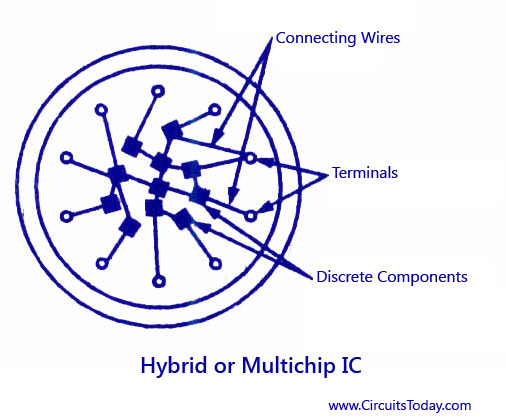 Connecting Wires
Terminals
Discrete Components
Hybrid or Multichip IC
www.CircuitsToday.com